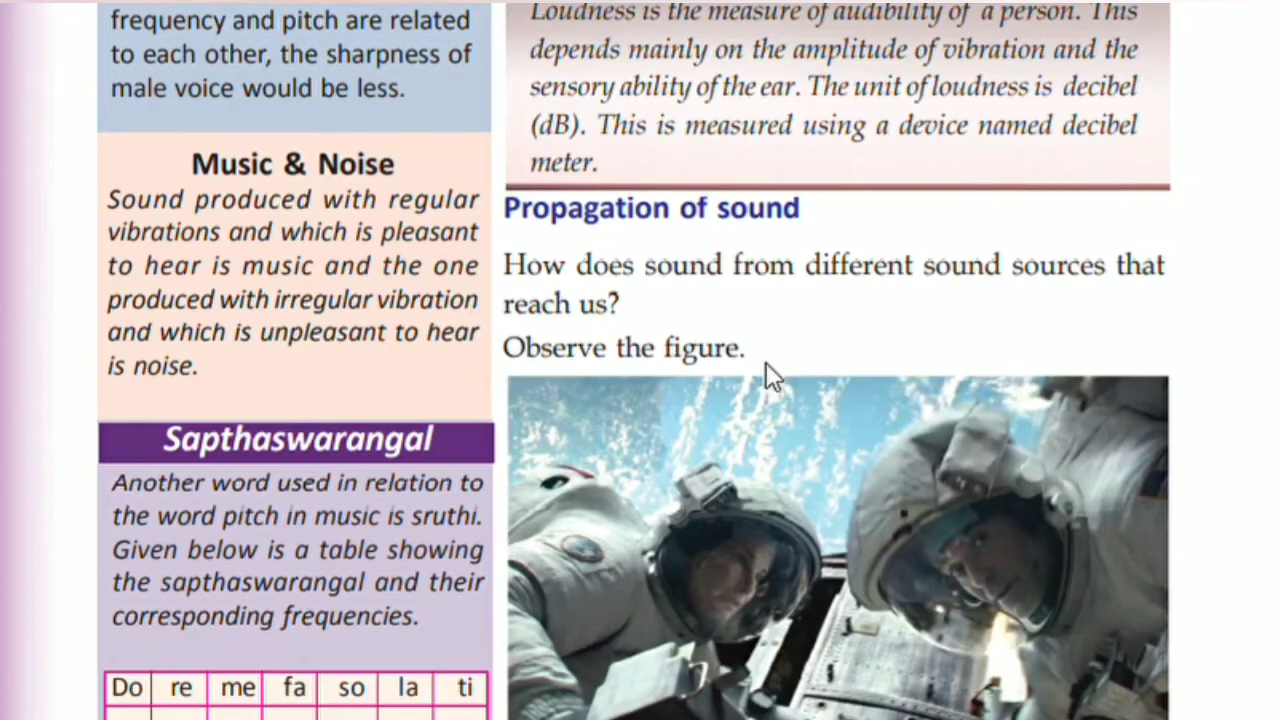 frequency and pitch are related
to each other, the sharpness of
male voice would be less.
Music & Noise
Sound produced with regular
vibrations and which is pleasant
to hear is music and the one
produced with irregular vibration
and which is unpleasant to hear
is noise.
Sapthaswarangal
Another word used in relation to
the word pitch in music is sruthi.
Given below is a table showing
the sapthaswarangal and their
corresponding frequencies.
Do re me fa so la ti
Loudness is the measure of audibility of a person. This
depends mainly on the amplitude of vibration and the
sensory ability of the ear. The unit of loudness is decibel
(dB). This is measured using a device named decibel
meter.
Propagation of sound
How does sound from different sound sources that
reach us?
Observe the figure.